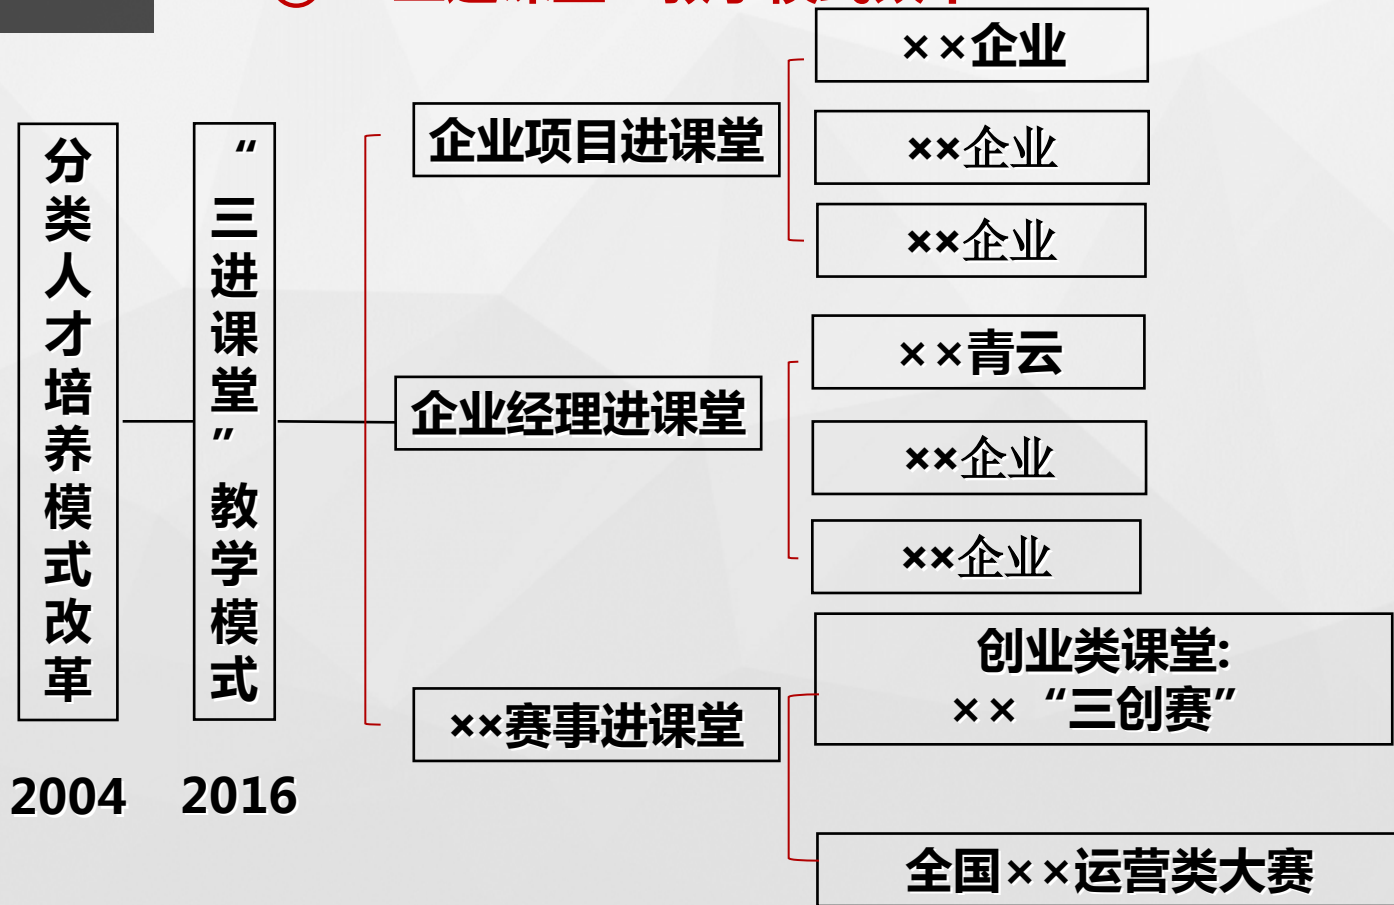 ××企业
企业项目进课堂
××企业
××企业
分类人才培养模式改革
“三进课堂”教学模式
××青云
企业经理进课堂
××企业
××企业
创业类课堂:
××“三创赛”
××赛事进课堂
2004
2016
全国××运营类大赛